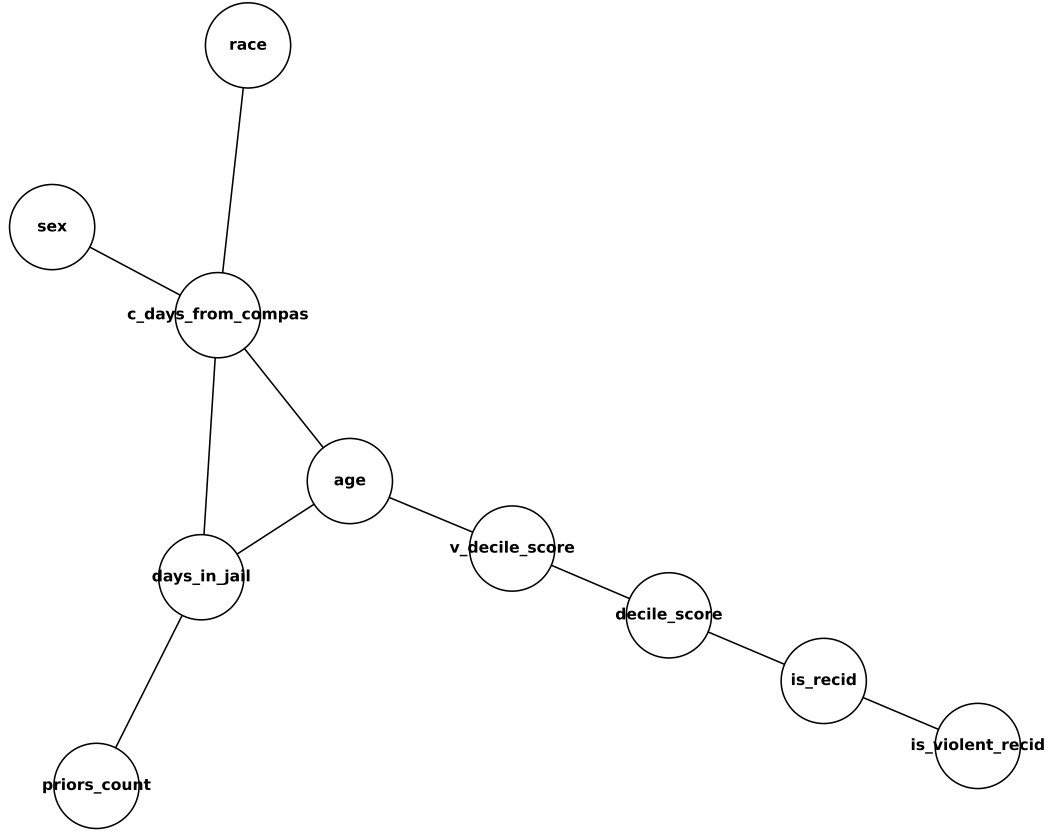 race
sex
c_days_from_compas
age
v_decile_score
days_in_jail
decile_score
is_recid
is_violent_recid
priors_count